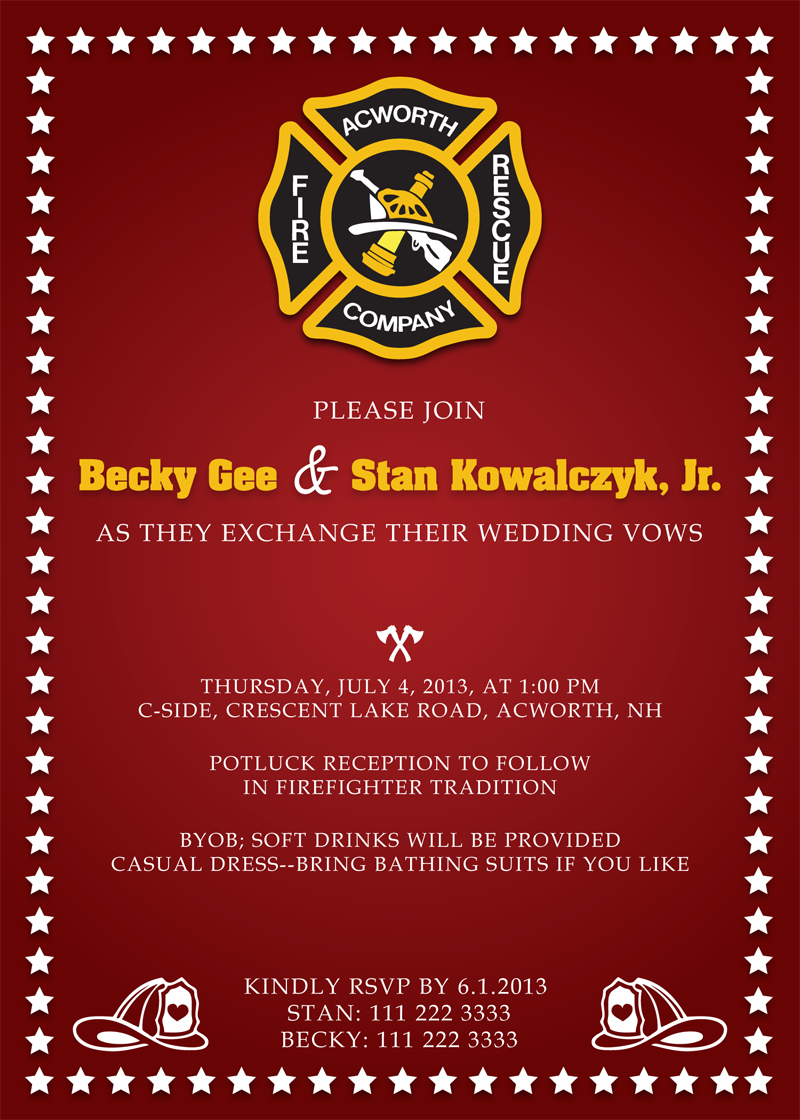 ACWORTH
FIRE
RESCUE
COMPANY
PLEASE JOIN
Becky Gee & Stan Kowalczyk, Jr.
AS THEY EXCHANGE THEIR WEDDING VOWS
THURSDAY, JULY 4, 2013, AT 1:00 PM
C-SIDE, CRESCENT LAKE ROAD, ACWORTH, NH
POTLUCK RECEPTION TO FOLLOW
IN FIREFIGHTER TRADITION
BYOB; SOFT DRINKS WILL BE PROVIDED
CASUAL DRESS--BRING BATHING SUITS IF YOU LIKE
KINDLY RSVP BY 6.1.2013
STAN: 111 222 3333
BECKY: 111 222 3333